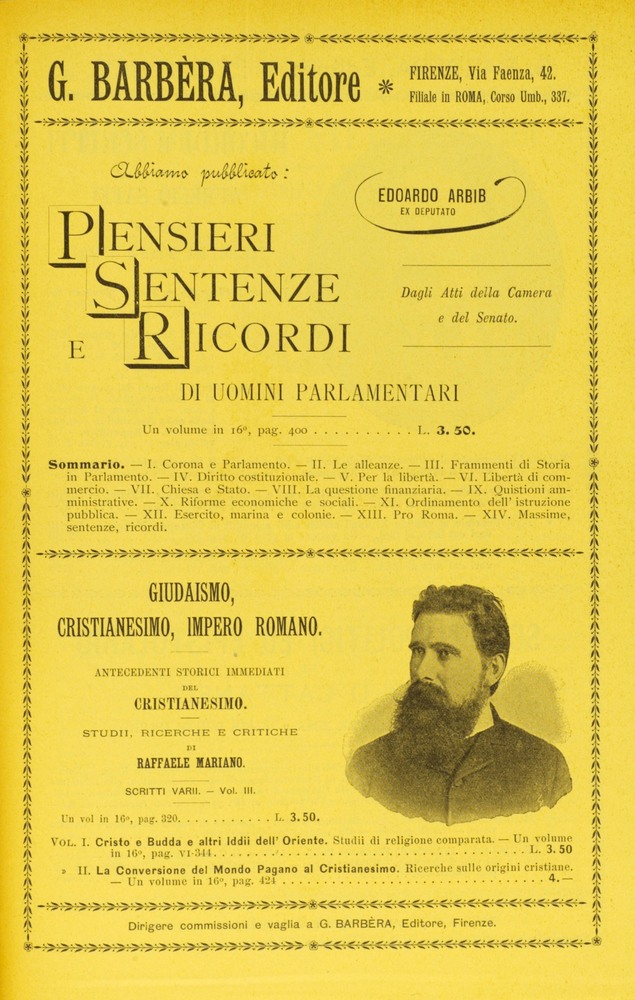 G. BARBÈRA, Editore * FIRENZE, Via Faenza, 42.
Filiale in ROMA, Corso Umb., 337.
Abbiamo pubblicato:
EDOARDO ARBIB
EX DEPUTATO
PENSIERI
SENTENZE
E RICORDI
Dagli Atti della Camera
e del Senato.
DI UOMINI PARLAMENTARI
Un volume in 16º, pag. 400 . . . . . . . . . . L. 3.50.
Sommario. — I. Corona e Parlamento. — II. Le alleanze. — III. Frammenti di Storia
in Parlamento. — IV. Diritto costituzionale. — V. Per la libertà. — VI. Libertà di com-
mercio. — VII. Chiesa e Stato. — VIII. La questione finanziaria. — IX. Quistioni am-
ministrative. — X. Riforme economiche e sociali. — XI. Ordinamento dell' istruzione
pubblica. — XII. Esercito, marina e colonie. — XIII. Pro Roma. — XIV. Massime,
sentenze, ricordi.
GIUDAISMO,
CRISTIANESIMO, IMPERO ROMANO.
ANTECEDENTI STORICI IMMEDIATI
DEL
CRISTIANESIMO.
STUDII, RICERCHE E CRITICHE
DI
RAFFAELE MARIANO.
SCRITTI VARII. — Vol. III.
Un vol in 16º, pag. 320. . . . . . . . . . . L. 3.50.
VOL. I. Cristo e Budda e altri Iddii dell' Oriente. Studii di religione comparata. — Un volume
in 16º, pag. VI-344. . . . . . . . . . . . . . . . . . . . . . . . . . . . . . . . . . L. 3.50
» II. La Conversione del Mondo Pagano al Cristianesimo. Ricerche sulle origini cristiane.
— Un volume in 16º, pag. 424 . . . . . . . . . . . . . . . . . . . . . . . . . . . . 4.—
Dirigere commissioni e vaglia a G. BARBÈRA, Editore, Firenze.